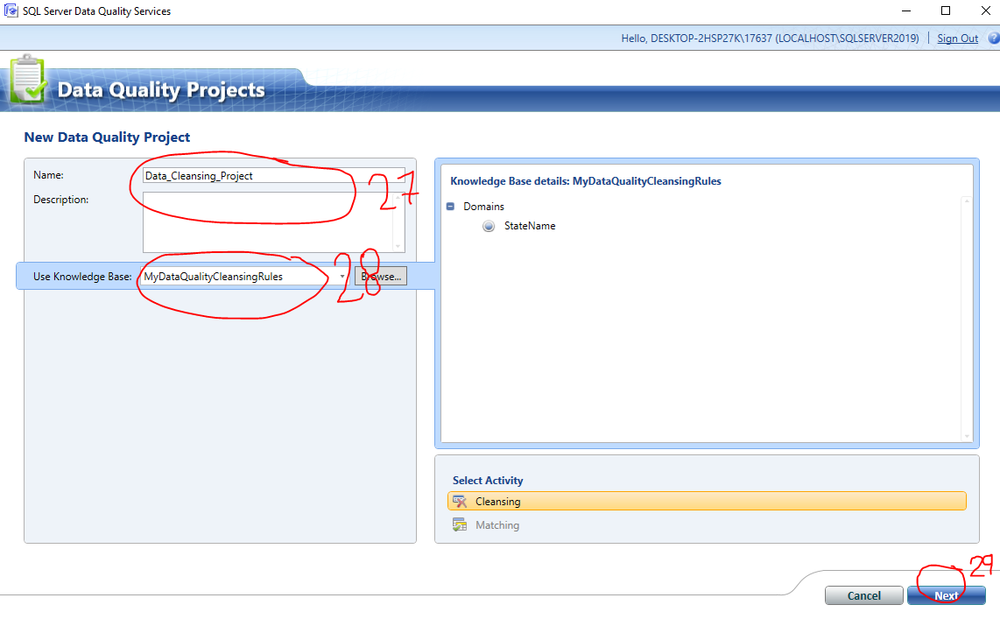 SQL Server Data Quality Services
Hello, DESKTOP-2HSP27K\17637 (LOCALHOST\SQLSERVER2019) | Sign Out ?
Data Quality Projects
New Data Quality Project
Name: Data_Cleansing_Project 27
Description:
Use Knowledge Base: MyDataQualityCleansingRules 28 Browse...
Knowledge Base details: MyDataQualityCleansingRules
Domains
StateName
Select Activity
Cleansing
Matching
29
Cancel Next